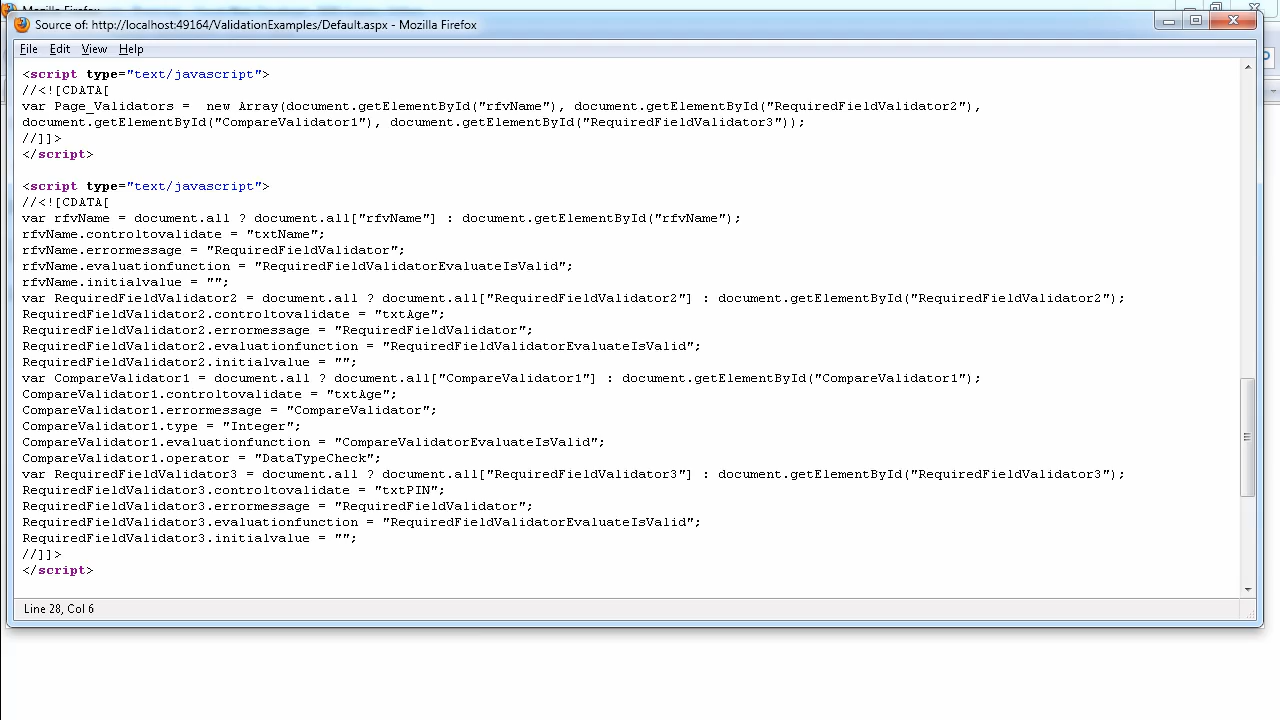 Source of: http://localhost:49164/ValidationExamples/Default.aspx - Mozilla Firefox
File Edit View Help
<script type="text/javascript">
//<![CDATA[
var Page_Validators =  new Array(document.getElementById("rfvName"), document.getElementById("RequiredFieldValidator2"),
document.getElementById("CompareValidator1"), document.getElementById("RequiredFieldValidator3"));
//]]>
</script>
<script type="text/javascript">
//<![CDATA[
var rfvName = document.all ? document.all["rfvName"] : document.getElementById("rfvName");
rfvName.controltovalidate = "txtName";
rfvName.errormessage = "RequiredFieldValidator";
rfvName.evaluationfunction = "RequiredFieldValidatorEvaluateIsValid";
rfvName.initialvalue = "";
var RequiredFieldValidator2 = document.all ? document.all["RequiredFieldValidator2"] : document.getElementById("RequiredFieldValidator2");
RequiredFieldValidator2.controltovalidate = "txtAge";
RequiredFieldValidator2.errormessage = "RequiredFieldValidator";
RequiredFieldValidator2.evaluationfunction = "RequiredFieldValidatorEvaluateIsValid";
RequiredFieldValidator2.initialvalue = "";
var CompareValidator1 = document.all ? document.all["CompareValidator1"] : document.getElementById("CompareValidator1");
CompareValidator1.controltovalidate = "txtAge";
CompareValidator1.errormessage = "CompareValidator";
CompareValidator1.type = "Integer";
CompareValidator1.evaluationfunction = "CompareValidatorEvaluateIsValid";
CompareValidator1.operator = "DataTypeCheck";
var RequiredFieldValidator3 = document.all ? document.all["RequiredFieldValidator3"] : document.getElementById("RequiredFieldValidator3");
RequiredFieldValidator3.controltovalidate = "txtPIN";
RequiredFieldValidator3.errormessage = "RequiredFieldValidator";
RequiredFieldValidator3.evaluationfunction = "RequiredFieldValidatorEvaluateIsValid";
RequiredFieldValidator3.initialvalue = "";
//]]>
</script>
Line 28, Col 6